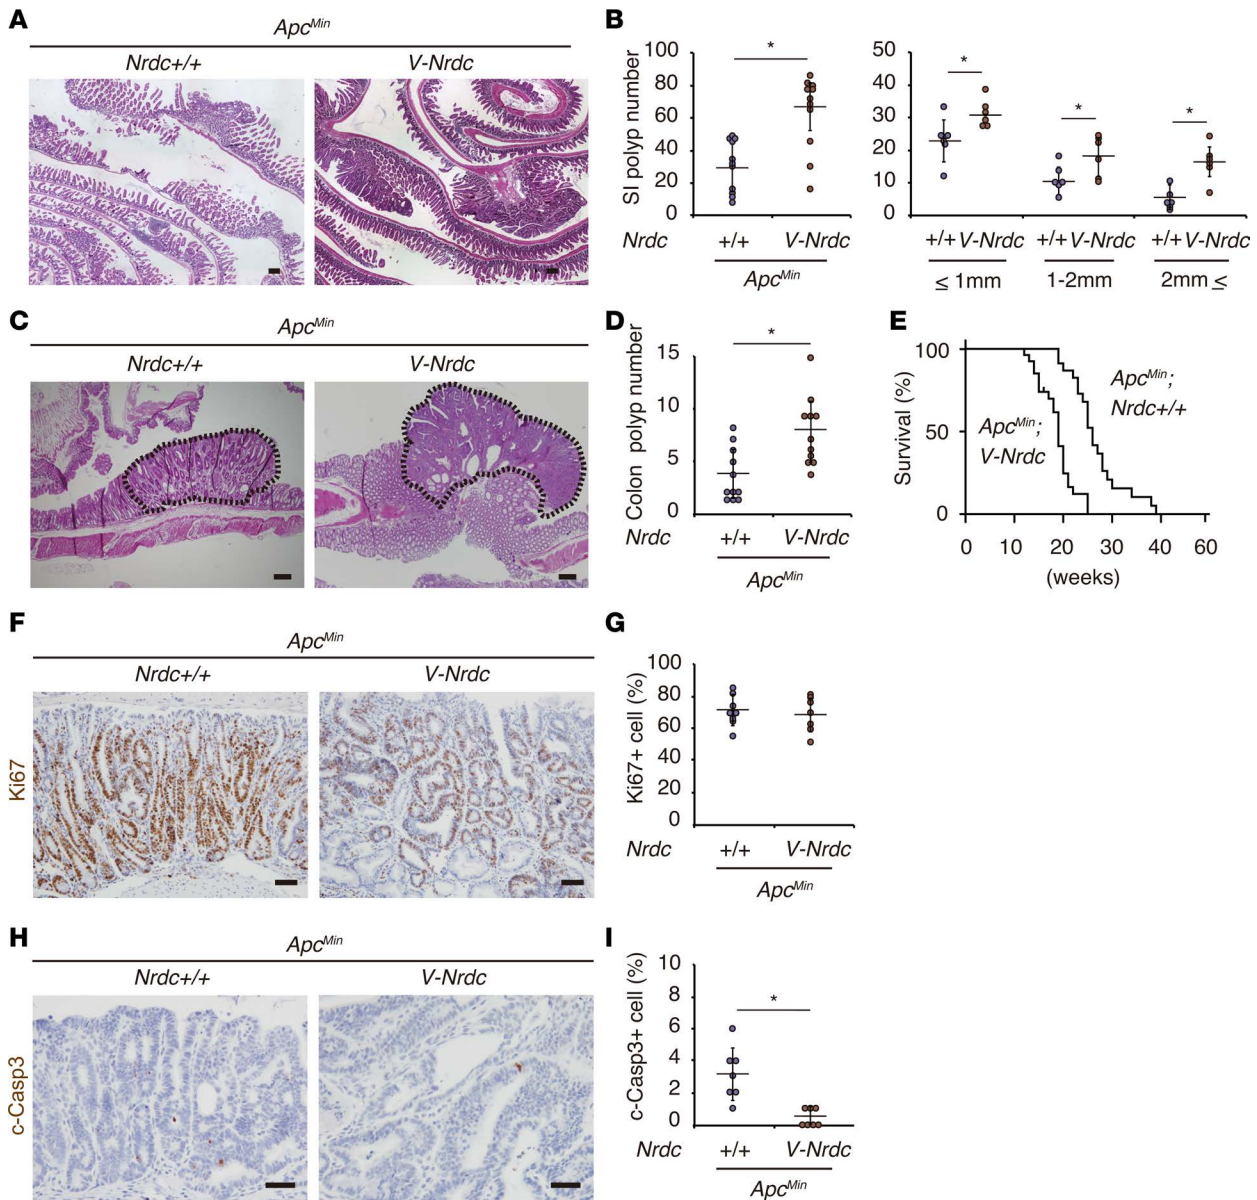 A
Apc^Min
Nrdc+/+ V-Nrdc
B
SI polyp number
100
80
60
40
20
0
*
Nrdc +/+ V-Nrdc
Apc^Min
50
40
30
20
10
0
* * *
+/+ V-Nrdc +/+ V-Nrdc +/+ V-Nrdc
≤ 1mm 1-2mm 2mm ≤
C
Apc^Min
Nrdc+/+ V-Nrdc
D
Colon polyp number
15
10
5
0
*
Nrdc +/+ V-Nrdc
Apc^Min
E
Survival (%)
100
50
0
Apc^Min;
Nrdc+/+
Apc^Min;
V-Nrdc
0 10 20 30 40 60
(weeks)
F
Apc^Min
Nrdc+/+ V-Nrdc
Ki67
G
Ki67+ cell (%)
100
80
60
40
20
0
Nrdc +/+ V-Nrdc
Apc^Min
H
Apc^Min
Nrdc+/+ V-Nrdc
c-Casp3
I
c-Casp3+ cell (%)
10
8
6
4
2
0
*
Nrdc +/+ V-Nrdc
Apc^Min